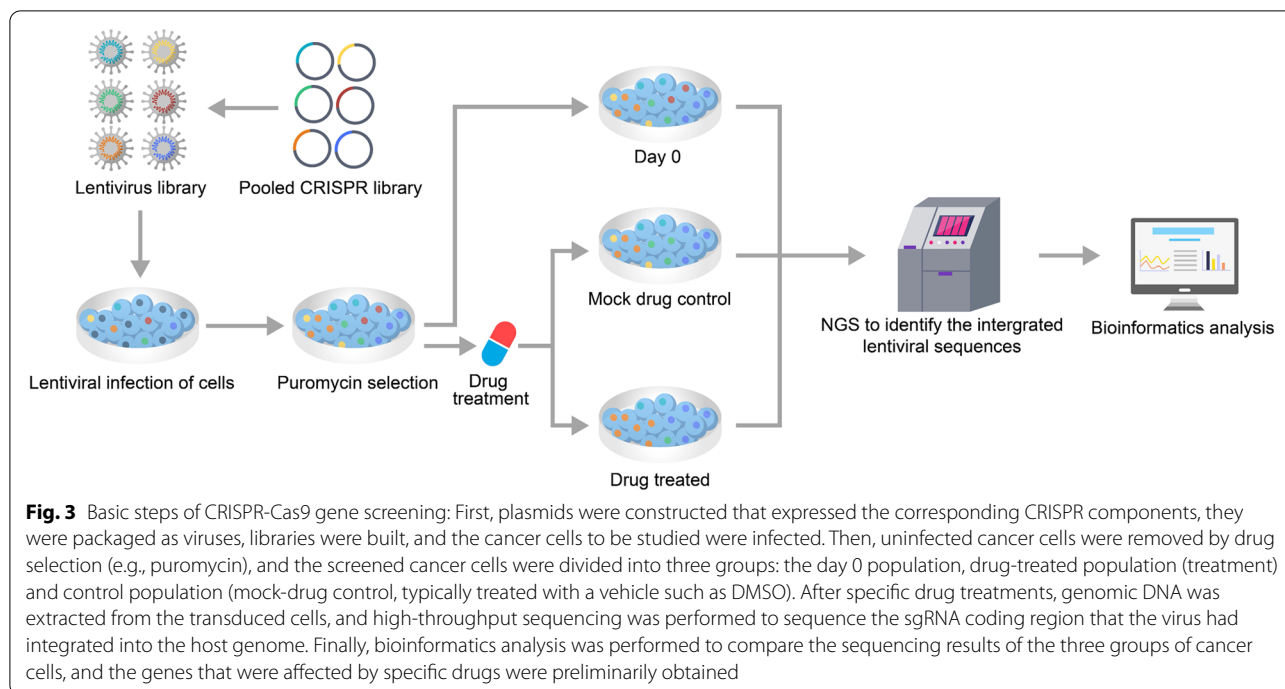 Lentivirus library
Pooled CRISPR library
Day 0
Lentiviral infection of cells
Puromycin selection
Drug
treatment
Mock drug control
Drug treated
NGS to identify the intergrated
lentiviral sequences
Bioinformatics analysis
Fig. 3 Basic steps of CRISPR-Cas9 gene screening: First, plasmids were constructed that expressed the corresponding CRISPR components, they
were packaged as viruses, libraries were built, and the cancer cells to be studied were infected. Then, uninfected cancer cells were removed by drug
selection (e.g., puromycin), and the screened cancer cells were divided into three groups: the day 0 population, drug-treated population (treatment)
and control population (mock-drug control, typically treated with a vehicle such as DMSO). After specific drug treatments, genomic DNA was
extracted from the transduced cells, and high-throughput sequencing was performed to sequence the sgRNA coding region that the virus had
integrated into the host genome. Finally, bioinformatics analysis was performed to compare the sequencing results of the three groups of cancer
cells, and the genes that were affected by specific drugs were preliminarily obtained